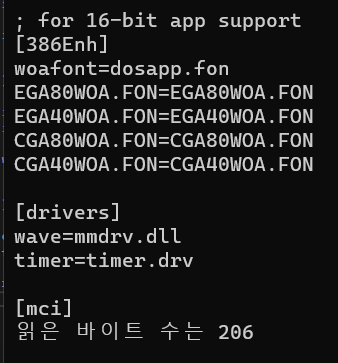 ; for 16-bit app support
[386Enh]
woafont=dosapp.fon
EGA80WOA.FON=EGA80WOA.FON
EGA40WOA.FON=EGA40WOA.FON
CGA80WOA.FON=CGA80WOA.FON
CGA40WOA.FON=CGA40WOA.FON

[drivers]
wave=mmdrv.dll
timer=timer.drv

[mci]
읽은 바이트 수는 206